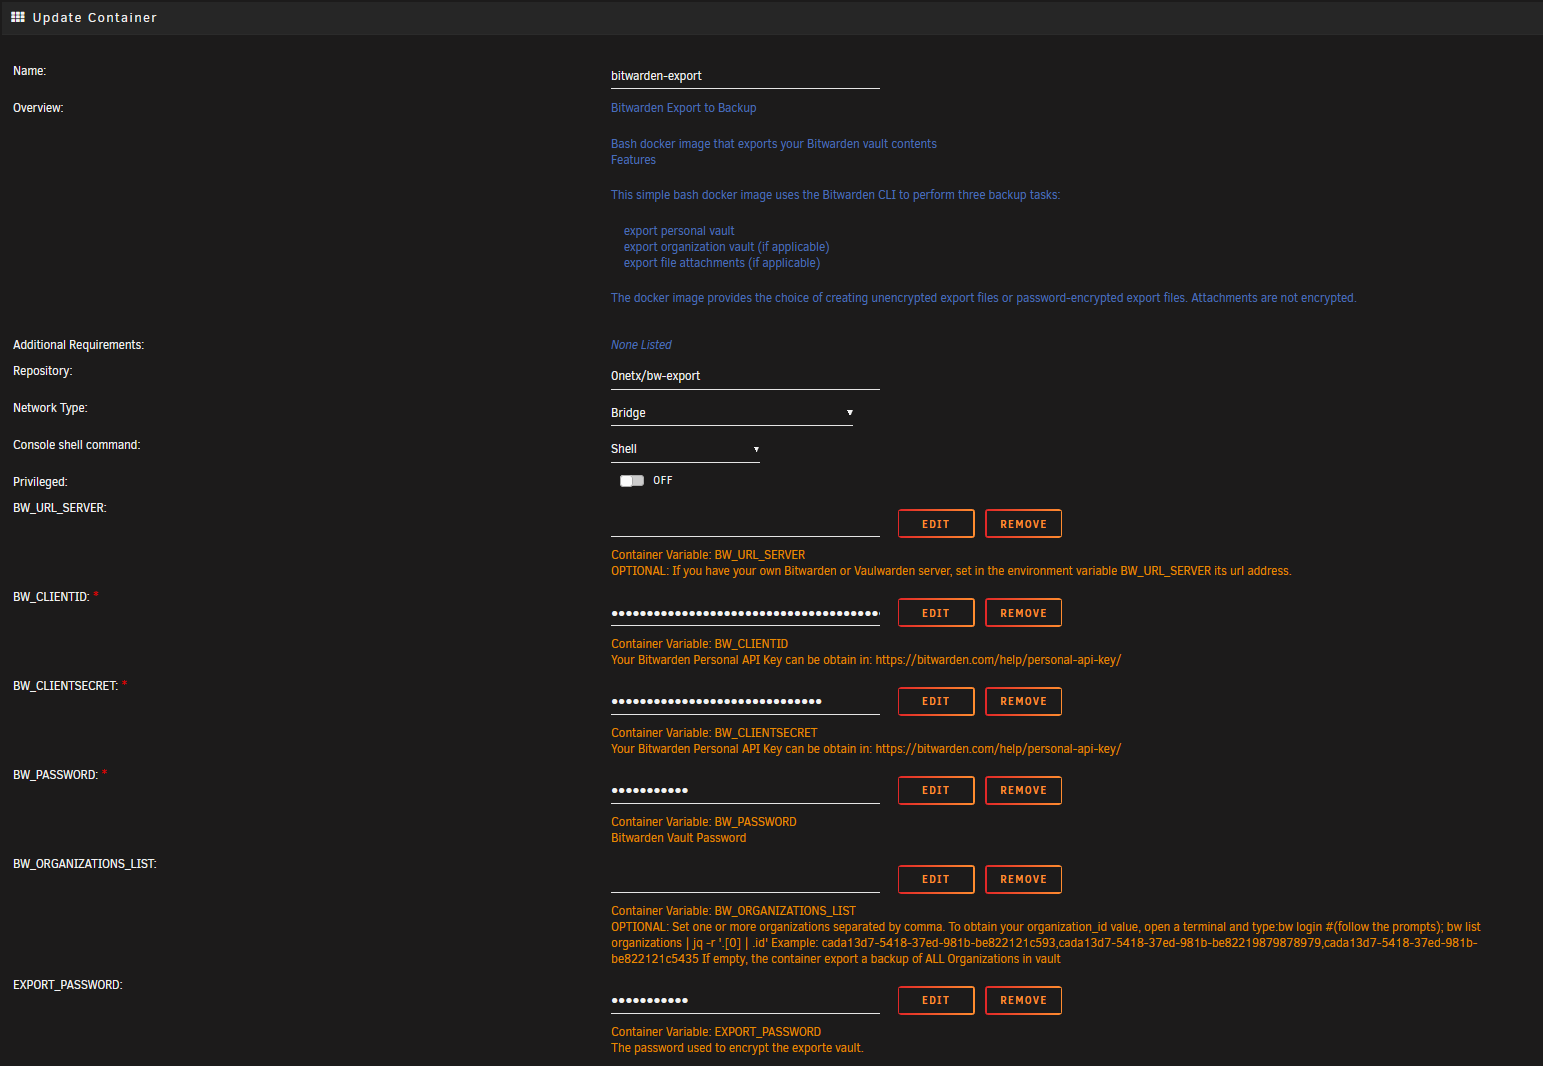 Update Container
Name:
bitwarden-export
Overview:
Bitwarden Export to Backup
Bash docker image that exports your Bitwarden vault contents
Features
This simple bash docker image uses the Bitwarden CLI to perform three backup tasks:
export personal vault
export organization vault (if applicable)
export file attachments (if applicable)
The docker image provides the choice of creating unencrypted export files or password-encrypted export files. Attachments are not encrypted.
Additional Requirements:
None Listed
Repository:
0netx/bw-export
Network Type:
Bridge
Console shell command:
Shell
Privileged:
OFF
BW_URL_SERVER:
EDIT REMOVE
Container Variable: BW_URL_SERVER
OPTIONAL: If you have your own Bitwarden or Vaulwarden server, set in the environment variable BW_URL_SERVER its url address.
BW_CLIENTID: *
EDIT REMOVE
Container Variable: BW_CLIENTID
Your Bitwarden Personal API Key can be obtain in: https://bitwarden.com/help/personal-api-key/
BW_CLIENTSECRET: *
EDIT REMOVE
Container Variable: BW_CLIENTSECRET
Your Bitwarden Personal API Key can be obtain in: https://bitwarden.com/help/personal-api-key/
BW_PASSWORD: *
EDIT REMOVE
Container Variable: BW_PASSWORD
Bitwarden Vault Password
BW_ORGANIZATIONS_LIST:
EDIT REMOVE
Container Variable: BW_ORGANIZATIONS_LIST
OPTIONAL: Set one or more organizations separated by comma. To obtain your organization_id value, open a terminal and type:bw login #(follow the prompts); bw list
organizations | jq -r '.[0] | .id' Example: cada13d7-5418-37ed-981b-be822121c593,cada13d7-5418-37ed-981b-be82219879878979,cada13d7-5418-37ed-981b-
be822121c5435 If empty, the container export a backup of ALL Organizations in vault
EXPORT_PASSWORD:
EDIT REMOVE
Container Variable: EXPORT_PASSWORD
The password used to encrypt the exporte vault.